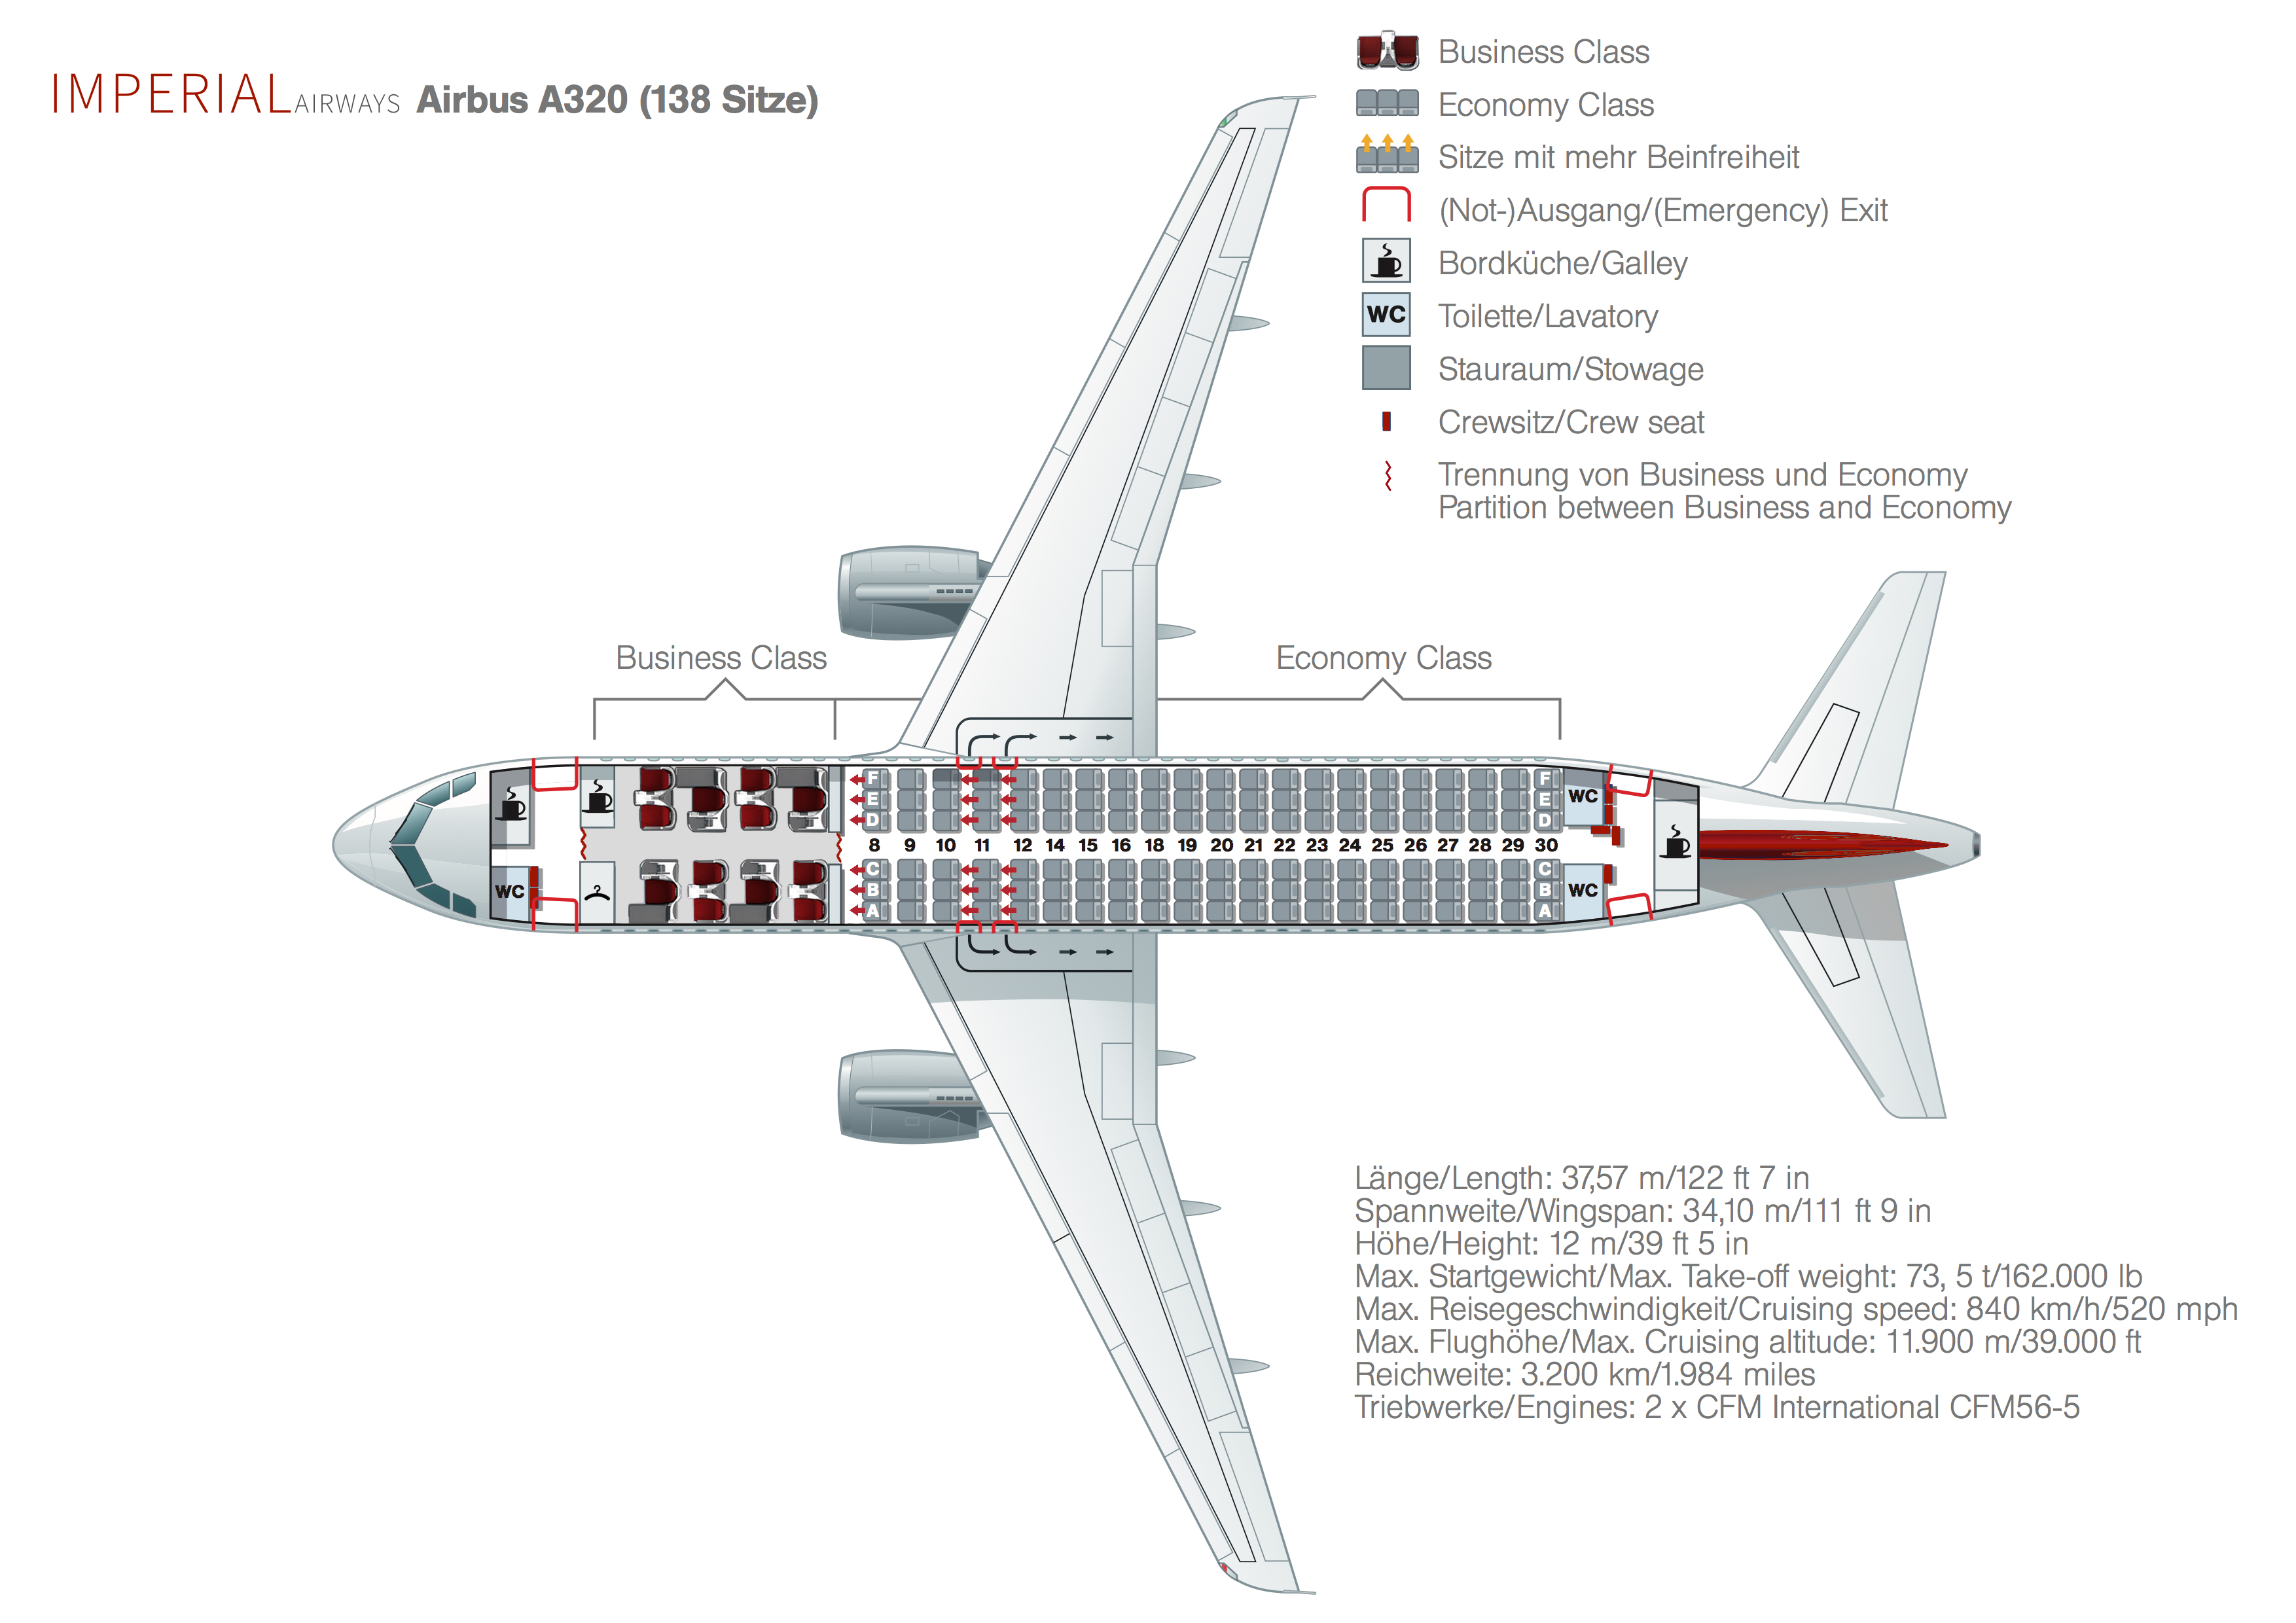 IMPERIAL AIRWAYS Airbus A320 (138 Sitze)
Business Class
Economy Class
Sitze mit mehr Beinfreiheit
(Not-)Ausgang/(Emergency) Exit
Bordküche/Galley
WC Toilette/Lavatory
Stauraum/Stowage
Crewsitz/Crew seat
Trennung von Business und Economy
Partition between Business and Economy
Business Class
Economy Class
F F
E E WC
D D
8 9 10 11 12 14 15 16 18 19 20 21 22 23 24 25 26 27 28 29 30
C C
WC B B WC
A A
Länge/Length: 37,57 m/122 ft 7 in
Spannweite/Wingspan: 34,10 m/111 ft 9 in
Höhe/Height: 12 m/39 ft 5 in
Max. Startgewicht/Max. Take-off weight: 73, 5 t/162.000 lb
Max. Reisegeschwindigkeit/Cruising speed: 840 km/h/520 mph
Max. Flughöhe/Max. Cruising altitude: 11.900 m/39.000 ft
Reichweite: 3.200 km/1.984 miles
Triebwerke/Engines: 2 x CFM International CFM56-5